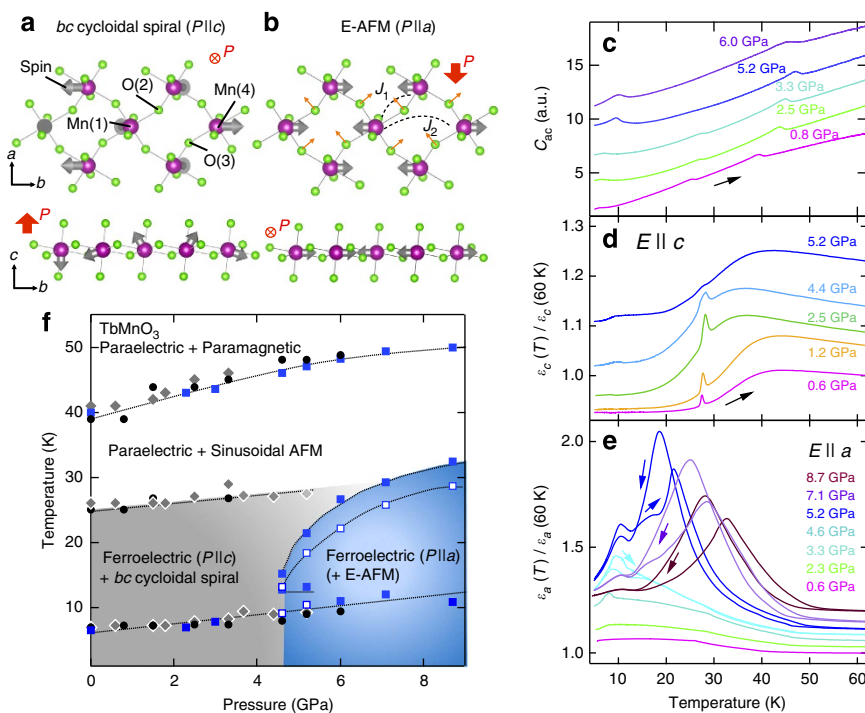 a bc cycloidal spiral (P||c)
b E-AFM (P||a)
P
P
Spin
O(2)
Mn(4)
Mn(1)
O(3)
J1
J2
a
b
P
P
c
b
c
6.0 GPa
5.2 GPa
3.3 GPa
2.5 GPa
0.8 GPa
Cac (a.u.)
15
10
5
d E || c
5.2 GPa
4.4 GPa
2.5 GPa
1.2 GPa
0.6 GPa
εc (T) / εc (60 K)
1.2
1.1
1.0
e E || a
8.7 GPa
7.1 GPa
5.2 GPa
4.6 GPa
3.3 GPa
2.3 GPa
0.6 GPa
εa (T) / εa (60 K)
2.0
1.5
1.0
10 20 30 40 50 60
Temperature (K)
f
TbMnO3
Paraelectric + Paramagnetic
Paraelectric + Sinusoidal AFM
Ferroelectric (P||c)
+ bc cycloidal spiral
Ferroelectric (P||a)
(+ E-AFM)
Temperature (K)
50
40
30
20
10
0 2 4 6 8
Pressure (GPa)